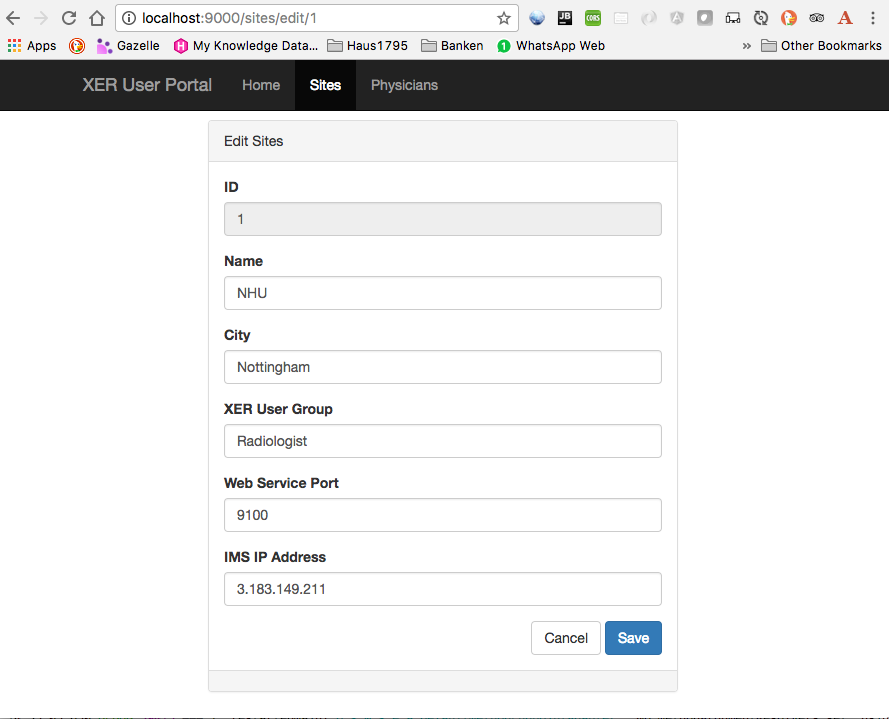 localhost:9000/sites/edit/1
Apps Gazelle My Knowledge Data... Haus1795 Banken 1 WhatsApp Web » Other Bookmarks
XER User Portal Home Sites Physicians
Edit Sites
ID
1
Name
NHU
City
Nottingham
XER User Group
Radiologist
Web Service Port
9100
IMS IP Address
3.183.149.211
Cancel Save